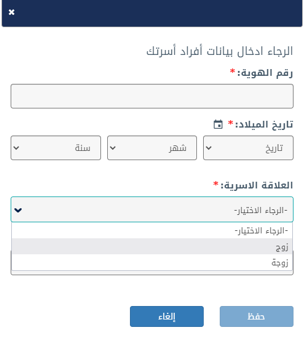 ×
الرجاء ادخال بيانات أفراد أسرتك
رقم الهوية: *
تاريخ الميلاد: *
تاريخ شهر سنة
العلاقة الاسرية: *
-الرجاء الاختيار-
-الرجاء الاختيار-
زوج
زوجة
حفظ إلغاء